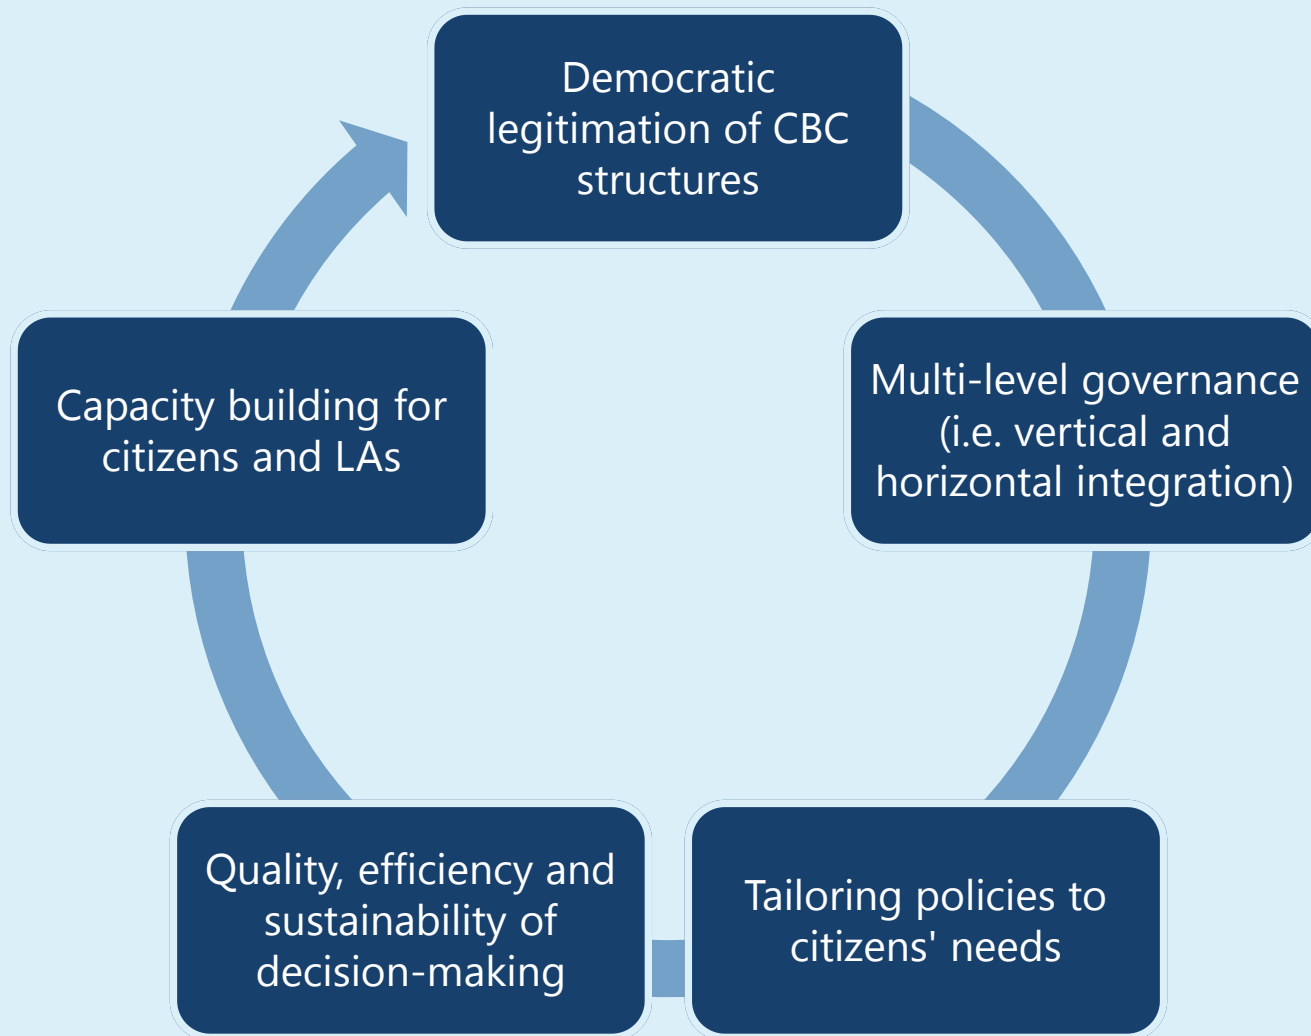 Democratic
legitimation of CBC
structures
Multi-level governance
(i.e. vertical and
horizontal integration)
Tailoring policies to
citizens' needs
Quality, efficiency and
sustainability of
decision-making
Capacity building for
citizens and LAs